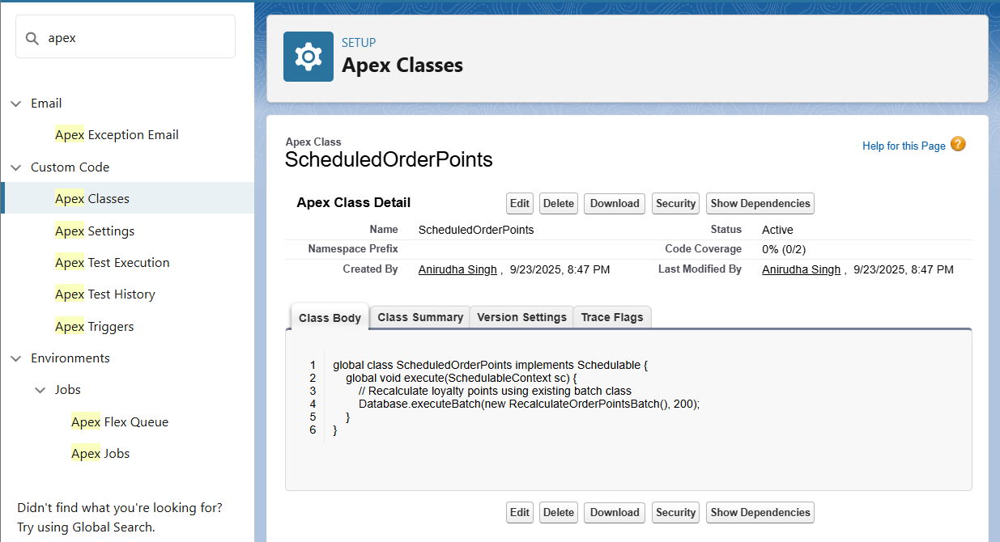 apex
Email
Apex Exception Email
Custom Code
Apex Classes
Apex Settings
Apex Test Execution
Apex Test History
Apex Triggers
Environments
Jobs
Apex Flex Queue
Apex Jobs
Didn't find what you're looking for?
Try using Global Search.
SETUP
Apex Classes
Apex Class
ScheduledOrderPoints
Help for this Page ?
Apex Class Detail Edit Delete Download Security Show Dependencies
Name ScheduledOrderPoints Status Active
Namespace Prefix Code Coverage 0% (0/2)
Created By Anirudha Singh , 9/23/2025, 8:47 PM Last Modified By Anirudha Singh , 9/23/2025, 8:47 PM
Class Body Class Summary Version Settings Trace Flags
1 global class ScheduledOrderPoints implements Schedulable {
2 global void execute(SchedulableContext sc) {
3 // Recalculate loyalty points using existing batch class
4 Database.executeBatch(new RecalculateOrderPointsBatch(), 200);
5 }
6 }
Edit Delete Download Security Show Dependencies